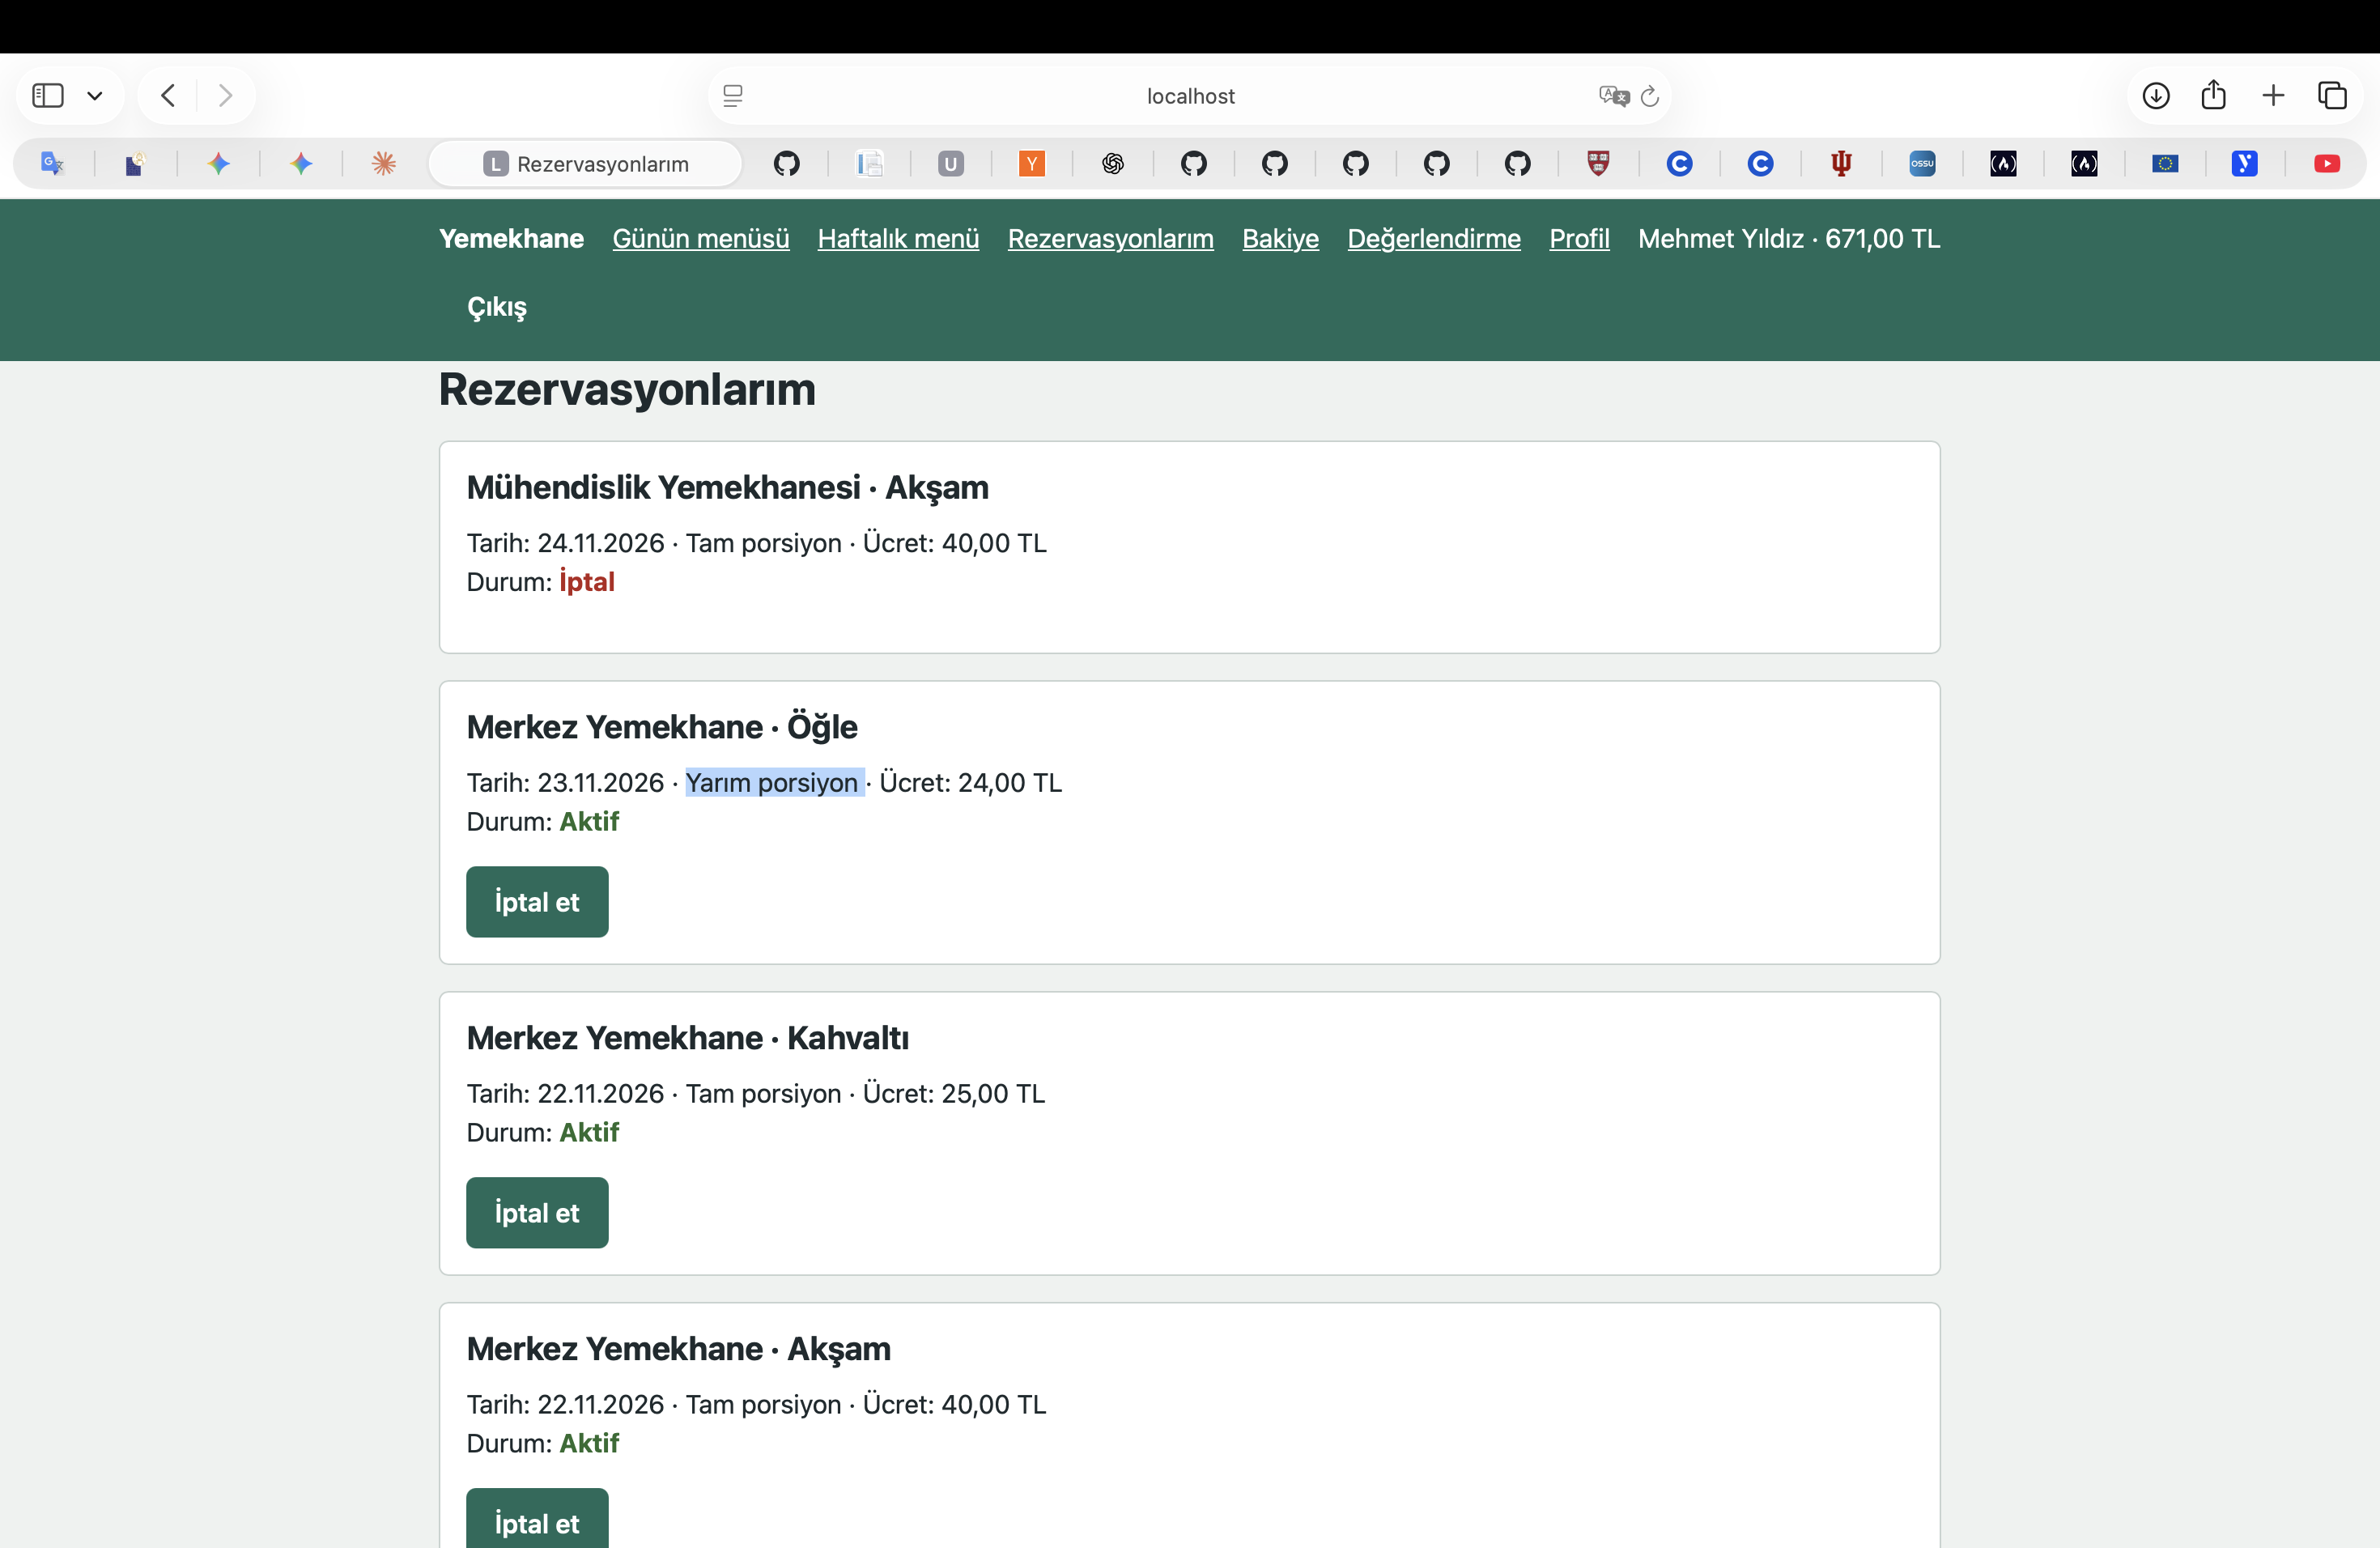 localhost
L Rezervasyonlarım
U
Y
OSSU
Yemekhane Günün menüsü Haftalık menü Rezervasyonlarım Bakiye Değerlendirme Profil Mehmet Yıldız · 671,00 TL
Çıkış
Rezervasyonlarım
Mühendislik Yemekhanesi · Akşam
Tarih: 24.11.2026 · Tam porsiyon · Ücret: 40,00 TL
Durum: İptal
Merkez Yemekhane · Öğle
Tarih: 23.11.2026 · Yarım porsiyon · Ücret: 24,00 TL
Durum: Aktif
İptal et
Merkez Yemekhane · Kahvaltı
Tarih: 22.11.2026 · Tam porsiyon · Ücret: 25,00 TL
Durum: Aktif
İptal et
Merkez Yemekhane · Akşam
Tarih: 22.11.2026 · Tam porsiyon · Ücret: 40,00 TL
Durum: Aktif
İptal et